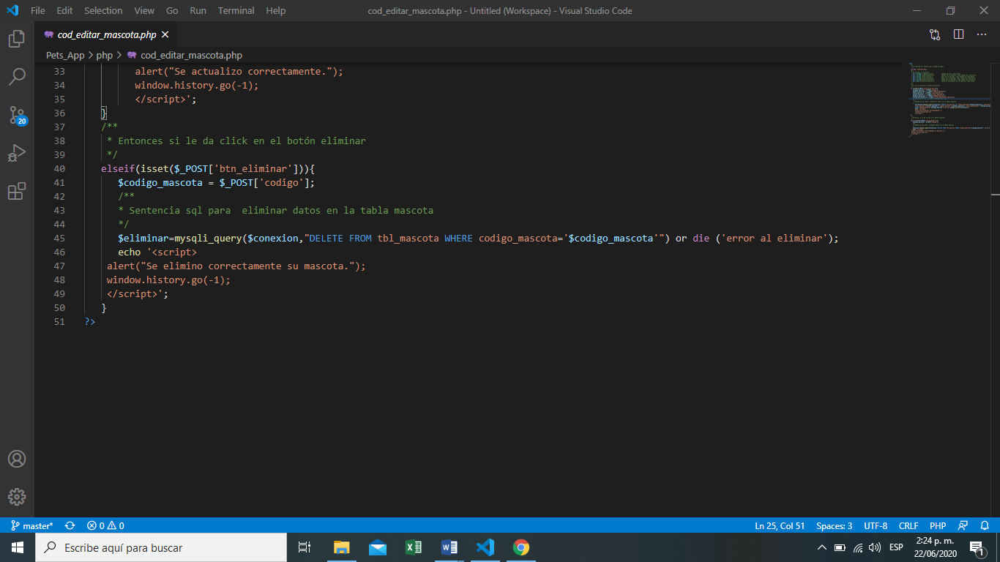 File Edit Selection View Go Run Terminal Help
cod_editar_mascota.php - Untitled (Workspace) - Visual Studio Code
cod_editar_mascota.php
Pets_App > php > cod_editar_mascota.php
33 alert("Se actualizo correctamente.");
34 window.history.go(-1);
35 </script>';
36 }
37 /**
38 * Entonces si le da click en el botón eliminar
39 */
40 elseif(isset($_POST['btn_eliminar'])){
41 $codigo_mascota = $_POST['codigo'];
42 /**
43 * Sentencia sql para  eliminar datos en la tabla mascota
44 */
45 $eliminar=mysqli_query($conexion,"DELETE FROM tbl_mascota WHERE codigo_mascota='$codigo_mascota'") or die ('error al eliminar');
46 echo '<script>
47 alert("Se elimino correctamente su mascota.");
48 window.history.go(-1);
49 </script>';
50 }
51 ?>
20
master* 0 0
Ln 25, Col 51 Spaces: 3 UTF-8 CRLF PHP
Escribe aquí para buscar
ESP
2:24 p. m.
22/06/2020
1